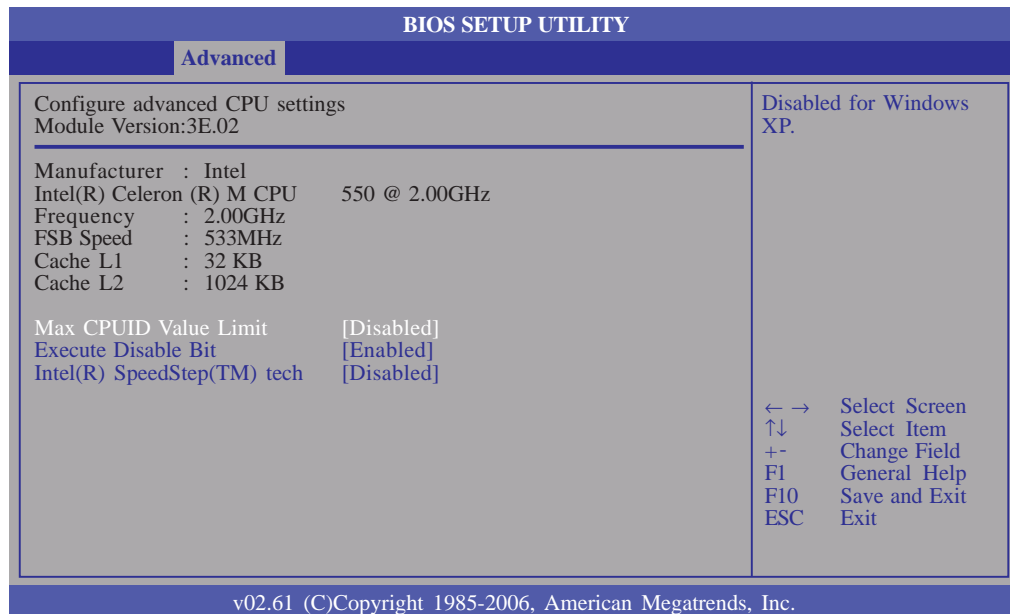 BIOS SETUP UTILITY
Advanced
Configure advanced CPU settings
Module Version:3E.02
Manufacturer : Intel
Intel(R) Celeron (R) M CPU 550 @ 2.00GHz
Frequency : 2.00GHz
FSB Speed : 533MHz
Cache L1 : 32 KB
Cache L2 : 1024 KB
Max CPUID Value Limit [Disabled]
Execute Disable Bit [Enabled]
Intel(R) SpeedStep(TM) tech [Disabled]
Disabled for Windows
XP.
← → Select Screen
↑↓ Select Item
+- Change Field
F1 General Help
F10 Save and Exit
ESC Exit
v02.61 (C)Copyright 1985-2006, American Megatrends, Inc.